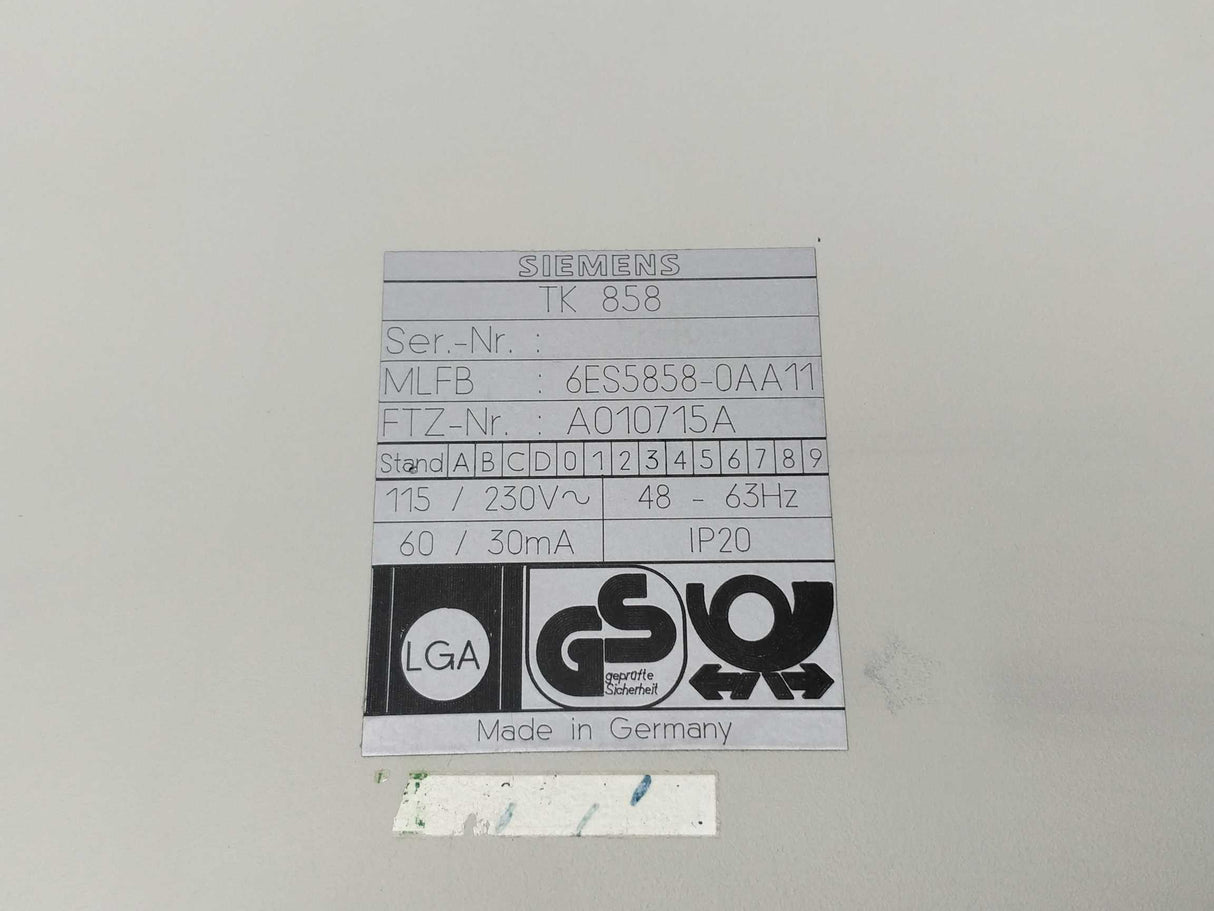 SIEMENS
TK 858
Ser.-Nr. :
MLFB : 6ES5858-0AA11
FTZ-Nr. : A010715A
Stand A B C D 0 1 2 3 4 5 6 7 8 9
115 / 230V~ 48 - 63Hz
60 / 30mA IP20
LGA
GS
geprüfte
Sicherheit
Made in Germany